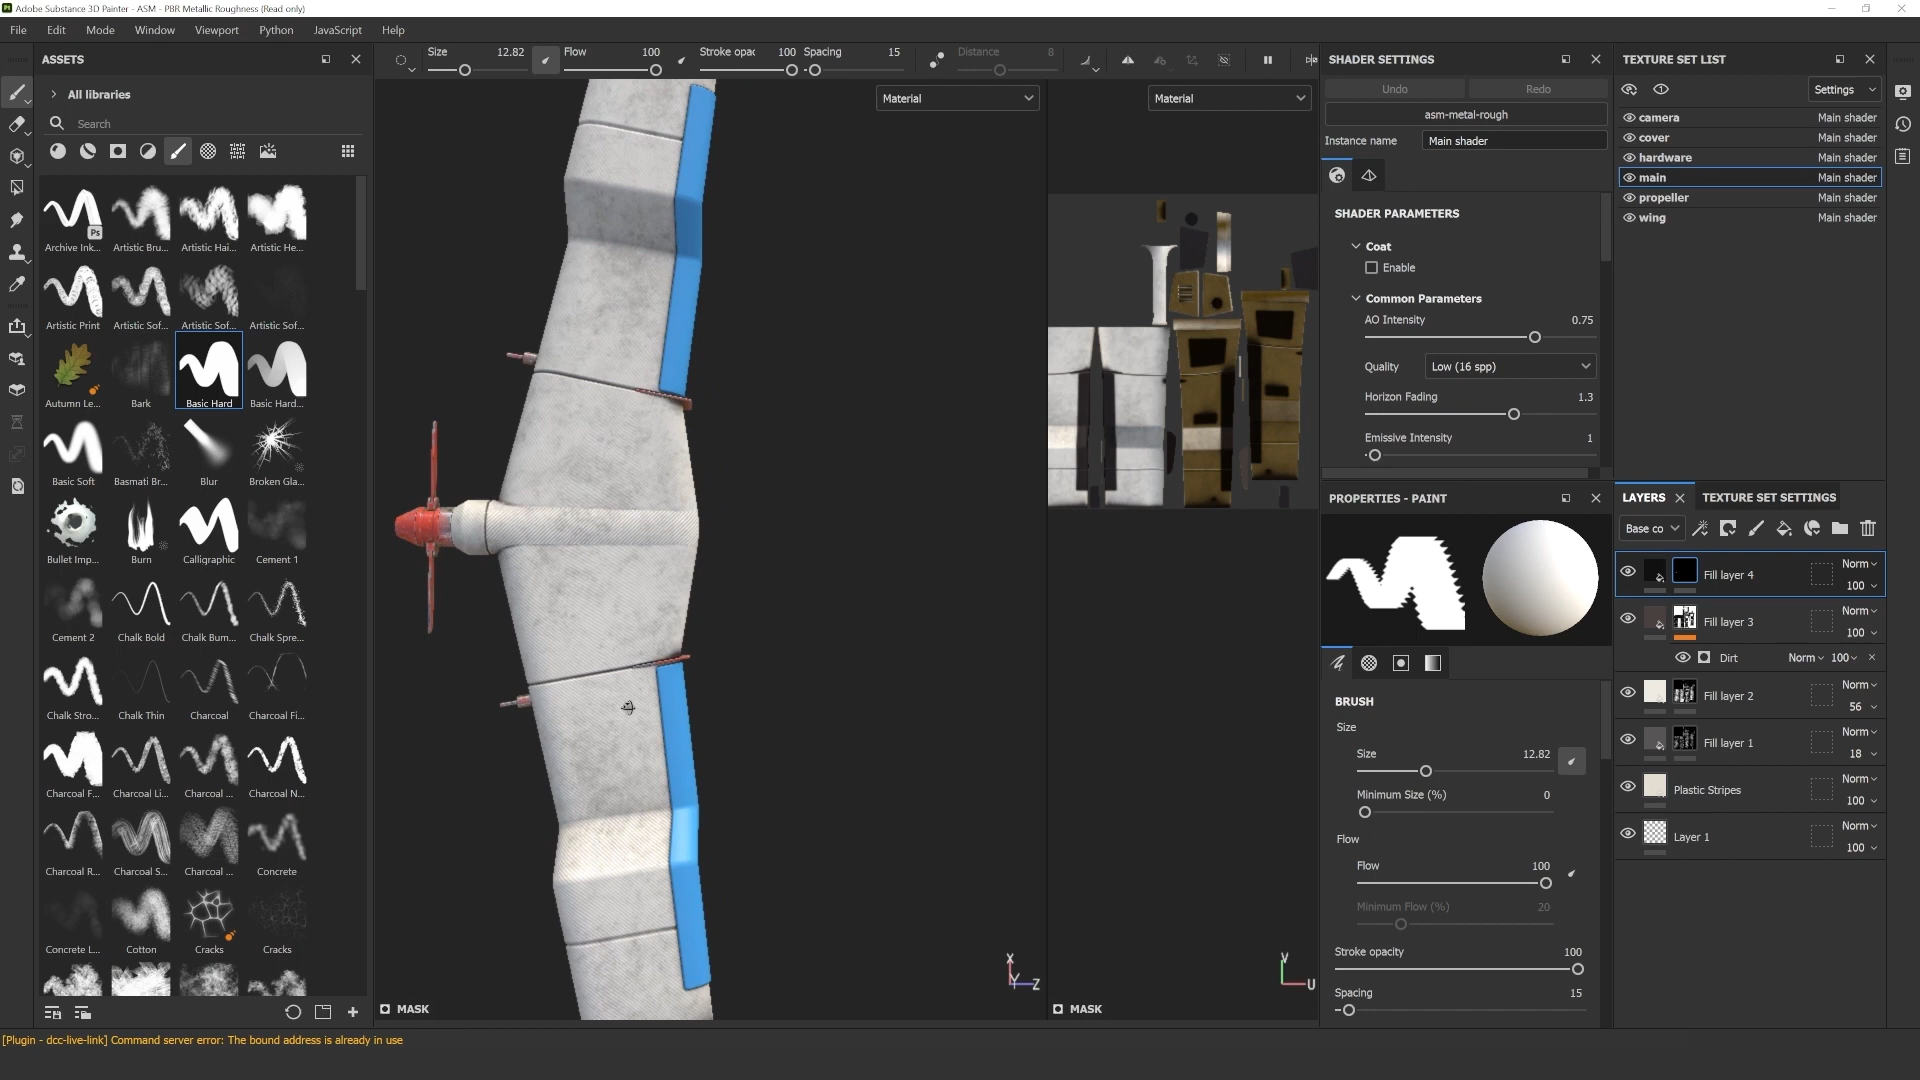 Adobe Substance 3D Painter - ASM - PBR Metallic Roughness (Read only)
File Edit Mode Window Viewport Python JavaScript Help
ASSETS
All libraries
Search
Archive Ink... Artistic Bru... Artistic Hai... Artistic He...
Ps
Artistic Print Artistic Sof... Artistic Sof... Artistic Sof...
Autumn Le... Bark Basic Hard Basic Hard...
Basic Soft Basmati Br... Blur Broken Gla...
Bullet Imp... Burn Calligraphic Cement 1
Cement 2 Chalk Bold Chalk Bum... Chalk Spre...
Chalk Stro... Chalk Thin Charcoal Charcoal Fi...
Charcoal F... Charcoal Li... Charcoal ... Charcoal N...
Charcoal R... Charcoal S... Charcoal ... Concrete
Concrete L... Cotton Cracks Cracks
Size 12.82 Flow 100 Stroke opac 100 Spacing 15 Distance 8
Material
Material
X
Y
Z
V
U
MASK
MASK
SHADER SETTINGS
Undo Redo
asm-metal-rough
Instance name Main shader
SHADER PARAMETERS
Coat
Enable
Common Parameters
AO Intensity 0.75
Quality Low (16 spp)
Horizon Fading 1.3
Emissive Intensity 1
PROPERTIES - PAINT
BRUSH
Size
Size 12.82
Minimum Size (%) 0
Flow
Flow 100
Minimum Flow (%) 20
Stroke opacity 100
Spacing 15
TEXTURE SET LIST
Settings
camera Main shader
cover Main shader
hardware Main shader
main Main shader
propeller Main shader
wing Main shader
LAYERS TEXTURE SET SETTINGS
Base co
Fill layer 4 Norm 100
Fill layer 3 Norm 100
Dirt Norm 100
Fill layer 2 Norm 56
Fill layer 1 Norm 18
Plastic Stripes Norm 100
Layer 1 Norm 100
[Plugin - dcc-live-link] Command server error: The bound address is already in use